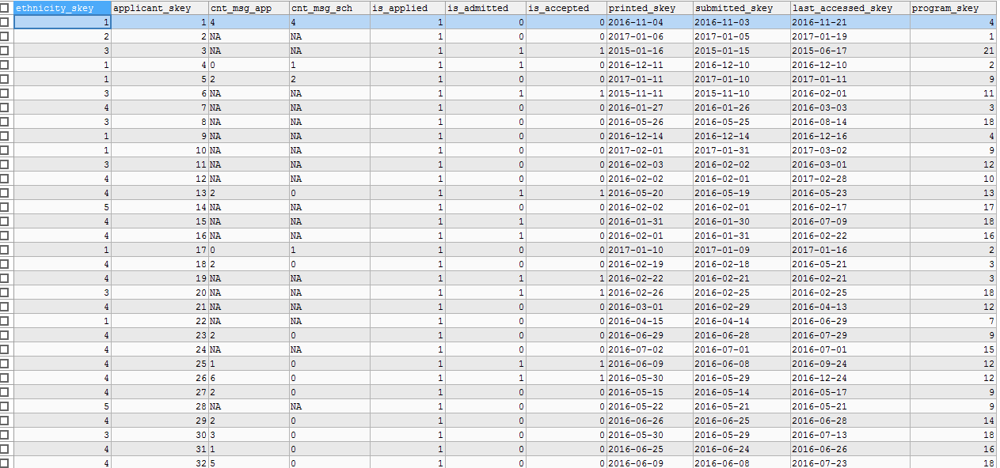 ethnicity_skey applicant_skey cnt_msg_app cnt_msg_sch is_applied is_admitted is_accepted printed_skey submitted_skey last_accessed_skey program_skey
1 1 4 4 1 0 0 2016-11-04 2016-11-03 2016-11-21 4
2 2 NA NA 1 0 0 2017-01-06 2017-01-05 2017-01-19 1
3 3 NA NA 1 1 1 2015-01-16 2015-01-15 2015-06-17 21
1 4 0 1 1 1 0 2016-12-11 2016-12-10 2016-12-10 2
1 5 2 2 1 0 0 2017-01-11 2017-01-10 2017-01-11 9
3 6 NA NA 1 1 1 2015-11-11 2015-11-10 2016-02-01 11
4 7 NA NA 1 0 0 2016-01-27 2016-01-26 2016-03-03 3
3 8 NA NA 1 0 0 2016-05-26 2016-05-25 2016-08-14 18
1 9 NA NA 1 0 0 2016-12-14 2016-12-14 2016-12-16 4
1 10 NA NA 1 0 0 2017-02-01 2017-01-31 2017-03-02 9
3 11 NA NA 1 0 0 2016-02-03 2016-02-02 2016-03-01 12
4 12 NA NA 1 0 0 2016-02-02 2016-02-01 2017-02-28 10
4 13 2 0 1 1 1 2016-05-20 2016-05-19 2016-05-23 13
5 14 NA NA 1 0 0 2016-02-02 2016-02-01 2016-02-17 17
4 15 NA NA 1 1 0 2016-01-31 2016-01-30 2016-07-09 18
4 16 NA NA 1 1 0 2016-02-01 2016-01-31 2016-02-22 16
1 17 0 1 1 0 0 2017-01-10 2017-01-09 2017-01-16 2
4 18 2 0 1 0 0 2016-02-19 2016-02-18 2016-05-21 3
4 19 NA NA 1 1 1 2016-02-22 2016-02-21 2016-02-21 3
3 20 NA NA 1 1 1 2016-02-26 2016-02-25 2016-02-25 18
4 21 NA NA 1 0 0 2016-03-01 2016-02-29 2016-04-13 12
1 22 NA NA 1 0 0 2016-04-15 2016-04-14 2016-06-29 7
4 23 2 0 1 0 0 2016-06-29 2016-06-28 2016-07-29 9
4 24 NA NA 1 0 0 2016-07-02 2016-07-01 2016-07-01 15
4 25 1 0 1 1 1 2016-06-09 2016-06-08 2016-09-24 12
4 26 6 0 1 1 1 2016-05-30 2016-05-29 2016-12-24 12
4 27 2 0 1 0 0 2016-05-15 2016-05-14 2016-05-17 9
5 28 NA NA 1 0 0 2016-05-22 2016-05-21 2016-05-21 9
4 29 2 0 1 0 0 2016-06-26 2016-06-25 2016-06-28 14
3 30 3 0 1 0 0 2016-05-30 2016-05-29 2016-07-13 18
4 31 1 0 1 0 0 2016-06-25 2016-06-24 2016-06-26 16
4 32 5 0 1 0 0 2016-06-09 2016-06-08 2016-07-23 18